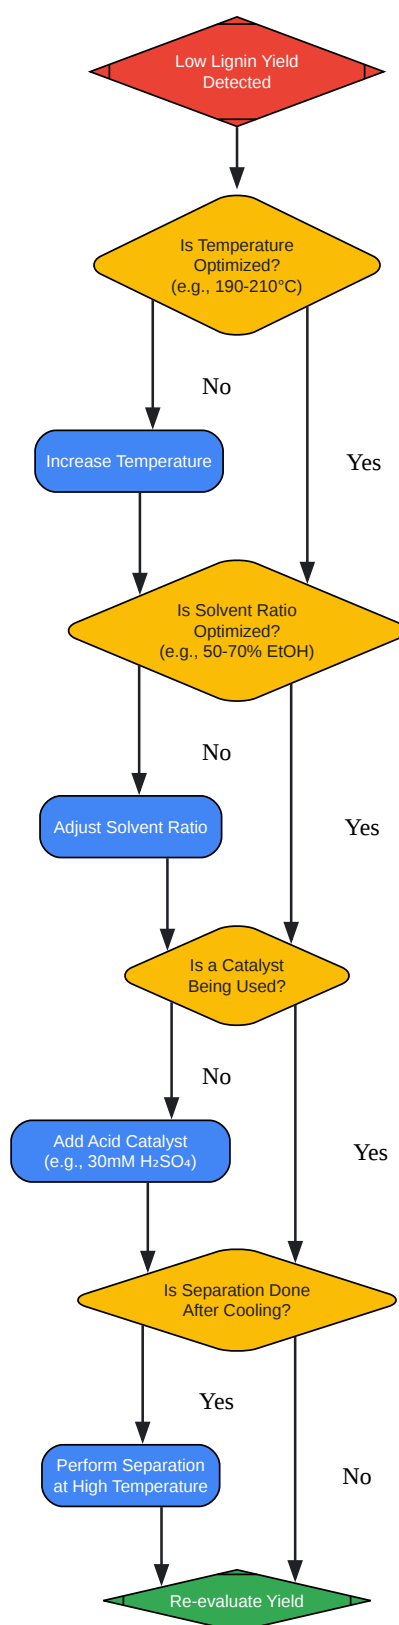 Low Lignin Yield
Detected
Is Temperature
Optimized?
(e.g., 190-210°C)
No
Increase Temperature
Yes
Is Solvent Ratio
Optimized?
(e.g., 50-70% EtOH)
No
Adjust Solvent Ratio
Yes
Is a Catalyst
Being Used?
No
Add Acid Catalyst
(e.g., 30mM H₂SO₄)
Yes
Is Separation Done
After Cooling?
Yes
Perform Separation
at High Temperature
No
Re-evaluate Yield